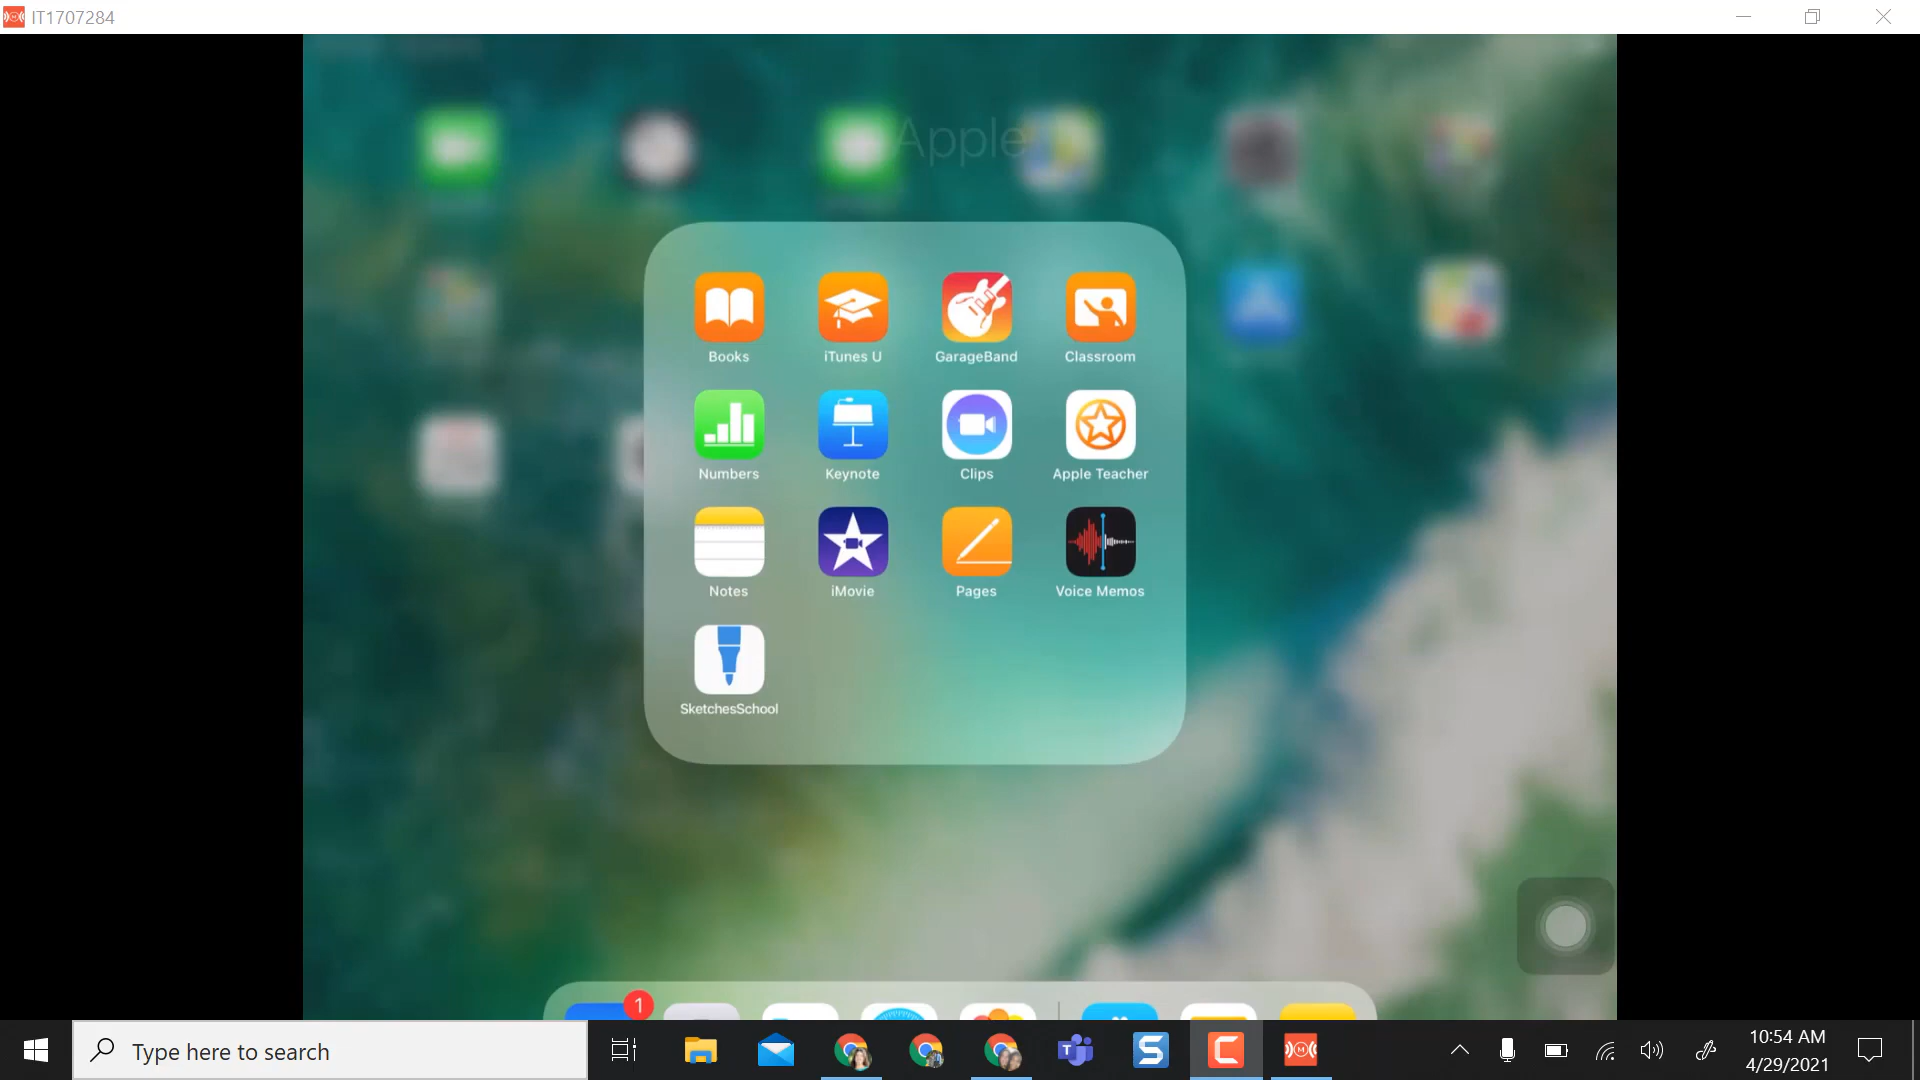 IT1707284
Apple
Books
iTunes U
GarageBand
Classroom
Numbers
Keynote
Clips
Apple Teacher
Notes
iMovie
Pages
Voice Memos
SketchesSchool
1
Type here to search
10:54 AM
4/29/2021